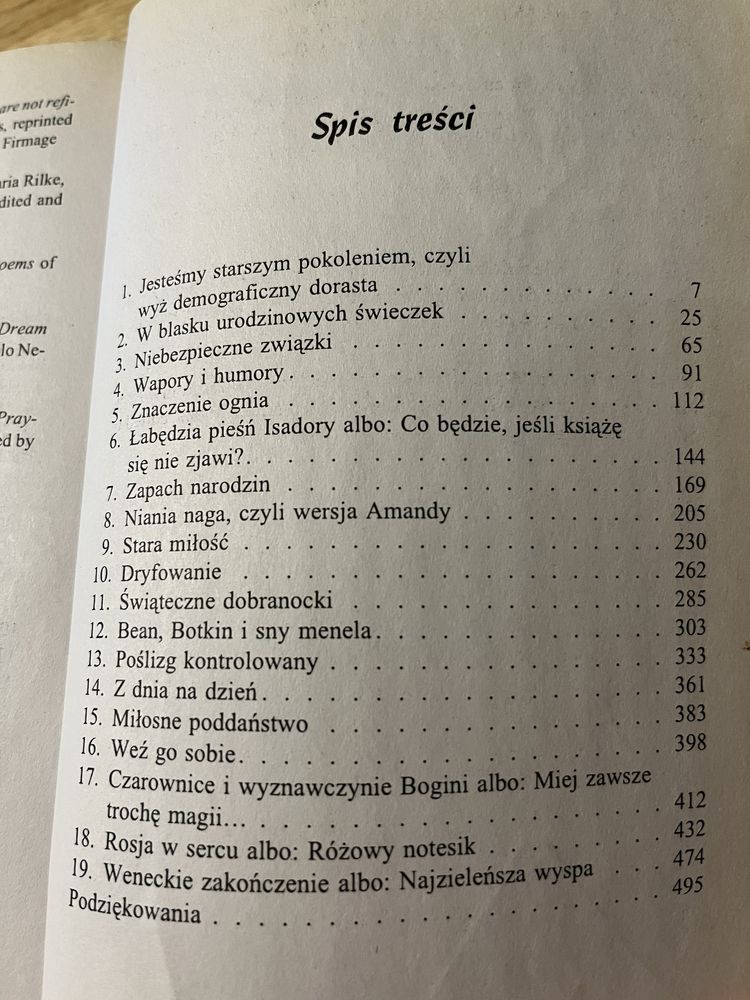 are not refi-
s, reprinted
Firmage
aria Rilke,
dited and
oems of
Dream
lo Ne-
Pray-
ed by
Spis treści
1. Jesteśmy starszym pokoleniem, czyli
wyż demograficzny dorasta . . . . . . . . . . . . 7
2. W blasku urodzinowych świeczek . . . . . . . . . 25
3. Niebezpieczne związki . . . . . . . . . . . . . . 65
4. Wapory i humory . . . . . . . . . . . . . . . . 91
5. Znaczenie ognia . . . . . . . . . . . . . . . . 112
6. Łabędzia pieśń Isadory albo: Co będzie, jeśli książę
się nie zjawi? . . . . . . . . . . . . . . . . . 144
7. Zapach narodzin . . . . . . . . . . . . . . . . 169
8. Niania naga, czyli wersja Amandy . . . . . . . . 205
9. Stara miłość . . . . . . . . . . . . . . . . . . 230
10. Dryfowanie . . . . . . . . . . . . . . . . . . 262
11. Świąteczne dobranocki . . . . . . . . . . . . . 285
12. Bean, Botkin i sny menela . . . . . . . . . . . . 303
13. Poślizg kontrolowany . . . . . . . . . . . . . . 333
14. Z dnia na dzień . . . . . . . . . . . . . . . . . 361
15. Miłosne poddaństwo . . . . . . . . . . . . . . 383
16. Weź go sobie . . . . . . . . . . . . . . . . . . 398
17. Czarownice i wyznawczynie Bogini albo: Miej zawsze
trochę magii... . . . . . . . . . . . . . . . . . 412
18. Rosja w sercu albo: Różowy notesik . . . . . . . 432
19. Weneckie zakończenie albo: Najzieleńsza wyspa . . . 474
Podziękowania . . . . . . . . . . . . . . . . . . . 495